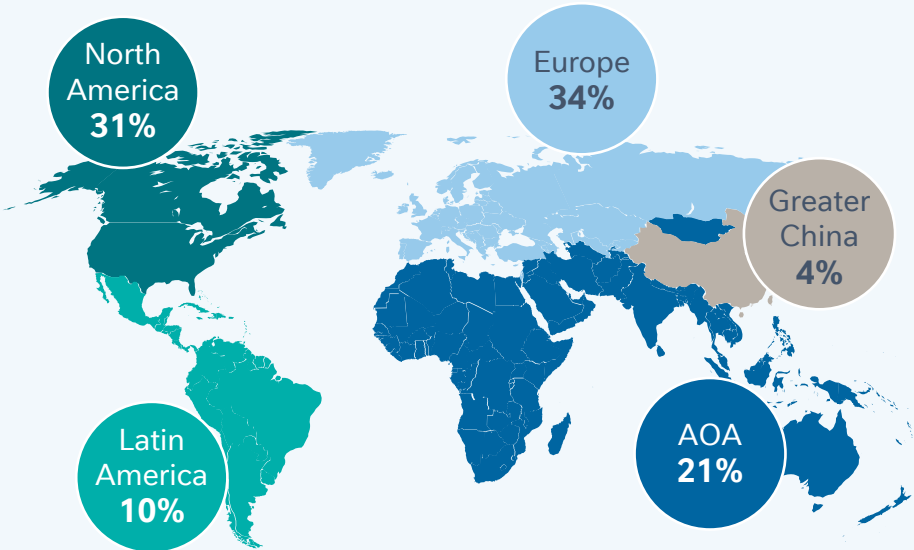 North
America
31%
Europe
34%
Greater
China
4%
Latin
America
10%
AOA
21%